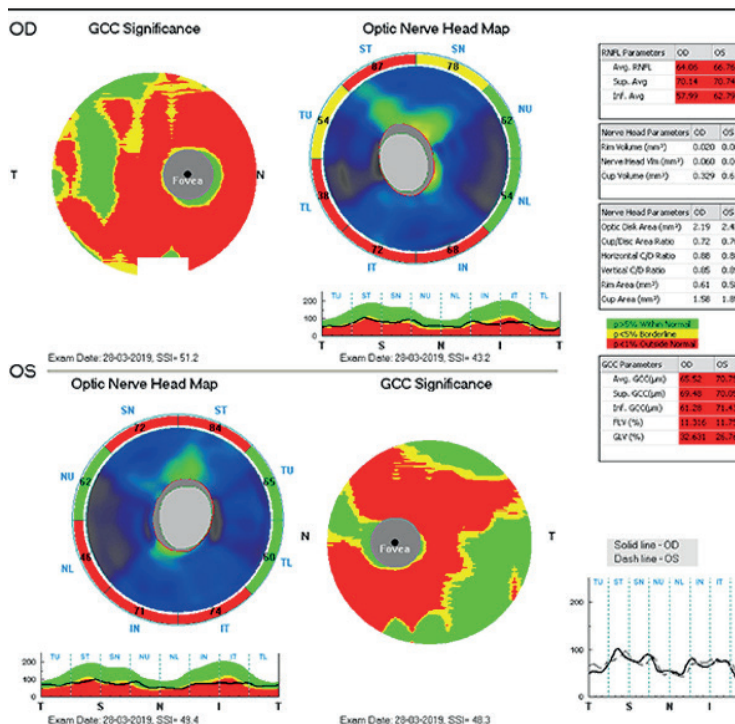 OD
GCC Significance
Optic Nerve Head Map
T
Fovea
N
ST
SN
TU
NU
TL
NL
IT
IN
87
78
54
62
38
54
72
68
TU ST SN NU NL IN IT TL
200
100
0
T S N I T
Exam Date: 28-03-2019, SSI= 51.2
Exam Date: 28-03-2019, SSI= 43.2
OS
Optic Nerve Head Map
GCC Significance
SN
ST
NU
TU
NL
TL
IN
IT
72
84
62
65
46
71
74
N
Fovea
T
TU ST SN NU NL IN IT TL
200
100
0
T S N I T
Exam Date: 28-03-2019, SSI= 49.4
Exam Date: 28-03-2019, SSI= 48.3
RNFL Parameters OD OS
Avg. RNFL 64.06 66.76
Sup. Avg 70.14 70.74
Inf. Avg 57.99 62.79
Nerve Head Parameters OD OS
Rim Volume (mm³) 0.020
Nerve Head Vlm (mm³) 0.060
Cup Volume (mm³) 0.329
Nerve Head Parameters OD OS
Optic Disk Area (mm²) 2.19
Cup/Disc Area Ratio 0.72
Horizontal C/D Ratio 0.88
Vertical C/D Ratio 0.85
Rim Area (mm²) 0.61
Cup Area (mm²) 1.58
p>5% Within Normal
p<5% Borderline
p<1% Outside Normal
GCC Parameters OD OS
Avg. GCC(µm) 65.52
Sup. GCC(µm) 69.48
Inf. GCC(µm) 61.28
FLV (%) 11.316
GLV (%) 32.631
Solid line - OD
Dash line - OS
TU ST SN NU NL IN IT
200
100
0
T S N I